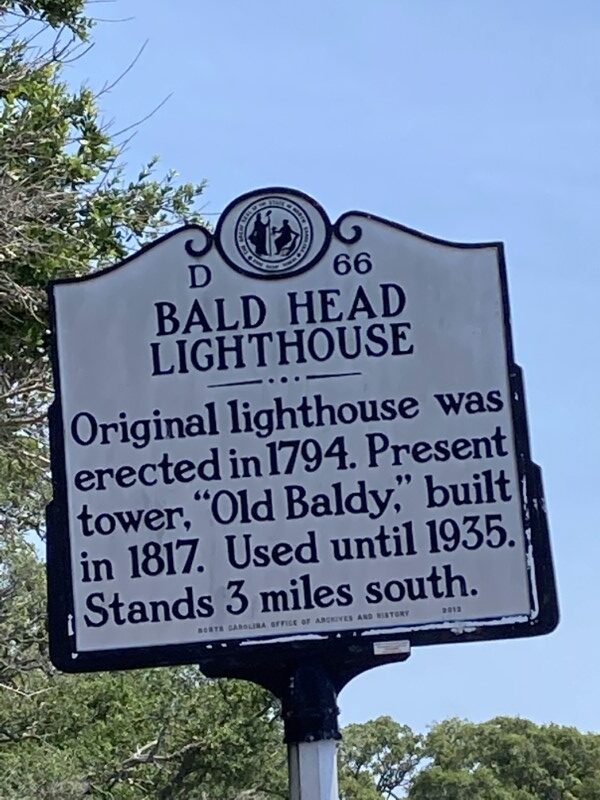 D 66
BALD HEAD
LIGHTHOUSE
Original lighthouse was
erected in 1794. Present
tower, “Old Baldy,” built
in 1817. Used until 1935.
Stands 3 miles south.
NORTH CAROLINA OFFICE OF ARCHIVES AND HISTORY 2012